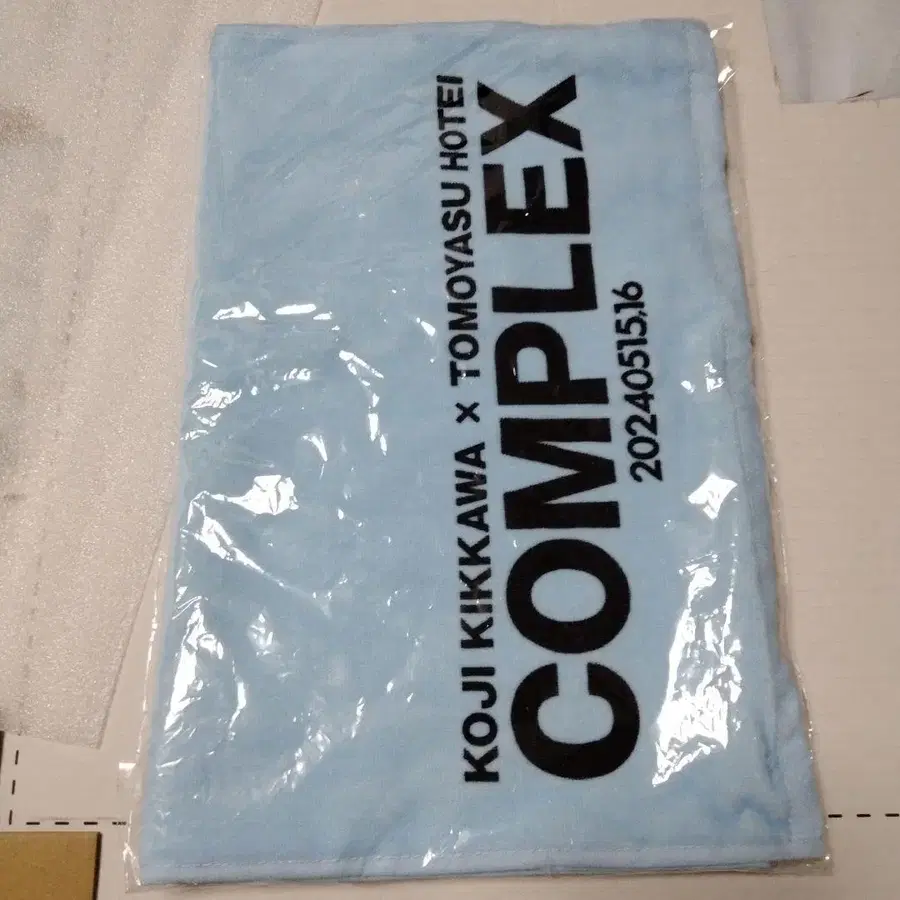 KOJI KIKKAWA × TOMOYASU HOTEI
COMPLEX
20240515.16